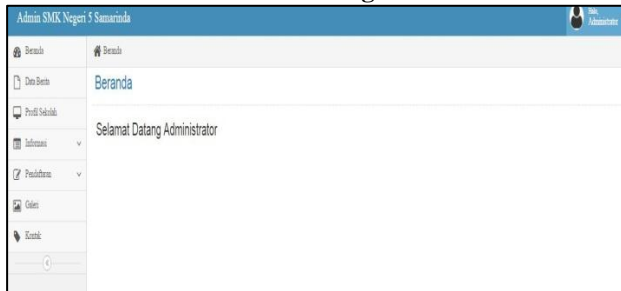 Admin SMK Negeri 5 Samarinda
Halo,
Administrator
Beranda
Data Berita
Profil Sekolah
Informasi
Pendaftaran
Galeri
Kontak
Beranda
Beranda
Selamat Datang Administrator